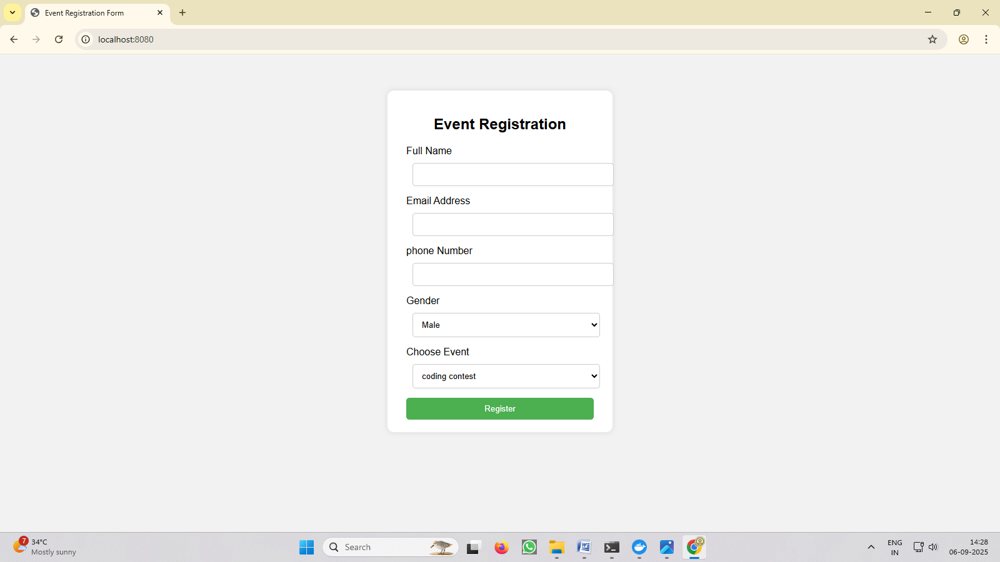 Event Registration Form
localhost:8080
Event Registration
Full Name
Email Address
phone Number
Gender
Male
Choose Event
coding contest
Register
7
34°C
Mostly sunny
Search
W
ENG
IN
14:28
06-09-2025